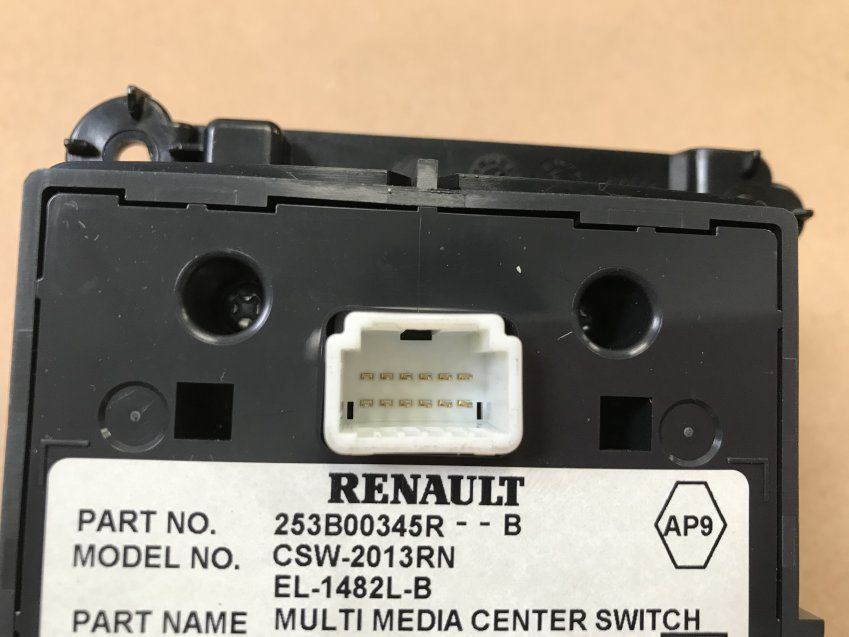 RENAULT
PART NO. 253B00345R - - B
AP9
MODEL NO. CSW-2013RN
EL-1482L-B
PART NAME MULTI MEDIA CENTER SWITCH